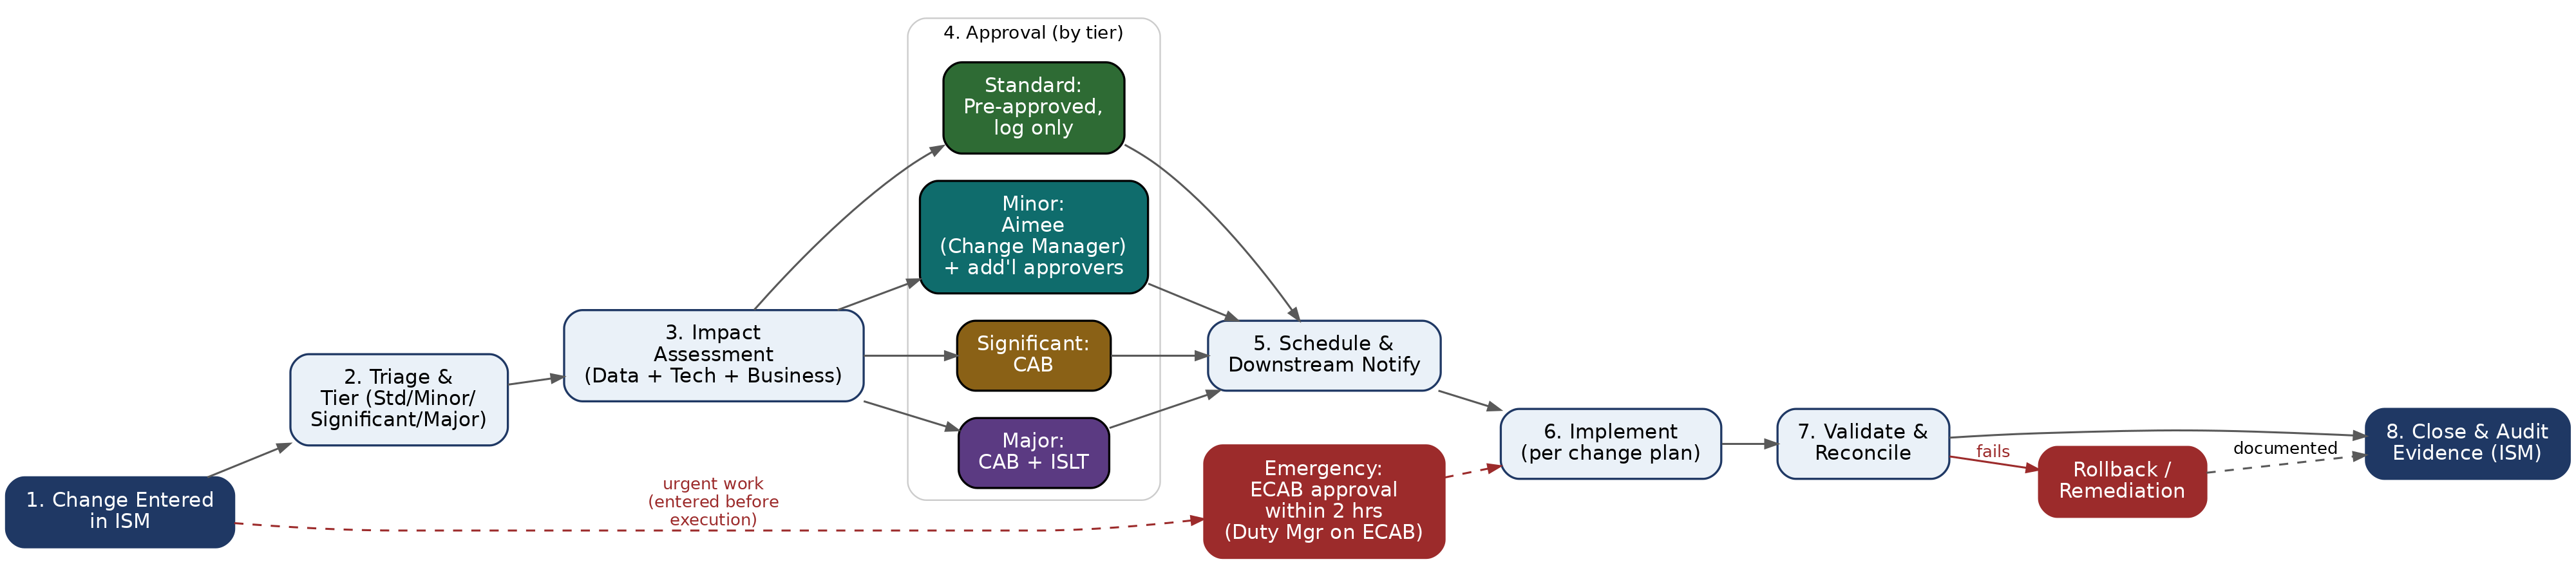 1. Change Entered
in ISM
2. Triage &
Tier (Std/Minor/
Significant/Major)
3. Impact
Assessment
(Data + Tech + Business)
urgent work
(entered before
execution)
4. Approval (by tier)
Standard:
Pre-approved,
log only
Minor:
Aimee
(Change Manager)
+ add'l approvers
Significant:
CAB
Major:
CAB + ISLT
5. Schedule &
Downstream Notify
Emergency:
ECAB approval
within 2 hrs
(Duty Mgr on ECAB)
6. Implement
(per change plan)
7. Validate &
Reconcile
fails
Rollback /
Remediation
documented
8. Close & Audit
Evidence (ISM)